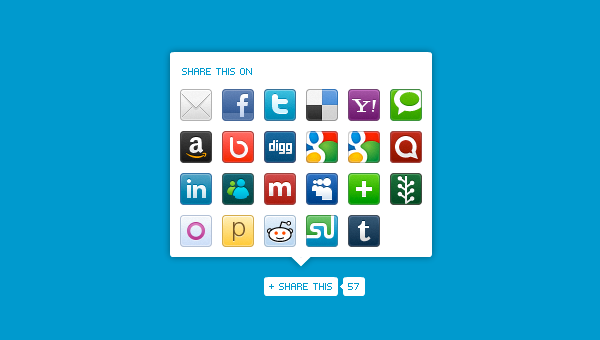 SHARE THIS ON
f t Y!
a b digg g g
in m +
p t
+ SHARE THIS 57